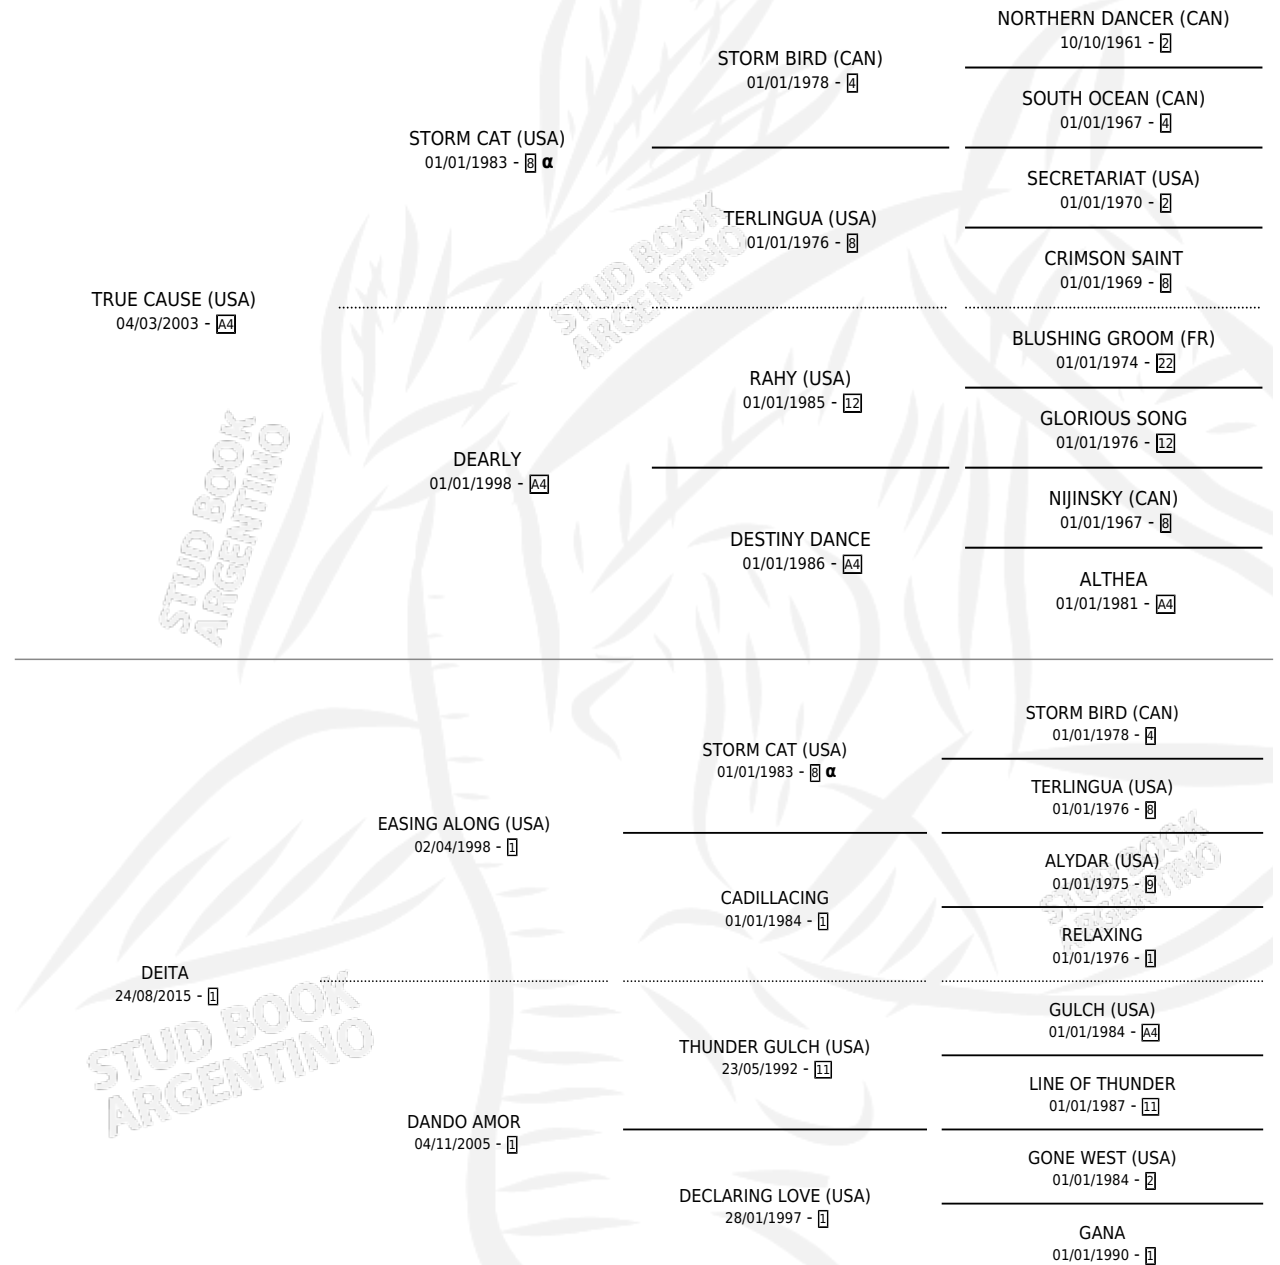 NORTHERN DANCER (CAN)
10/10/1961 - 2
STORM BIRD (CAN)
01/01/1978 - 4
SOUTH OCEAN (CAN)
01/01/1967 - 4
STORM CAT (USA)
01/01/1983 - 8 α
SECRETARIAT (USA)
01/01/1970 - 2
TERLINGUA (USA)
01/01/1976 - 8
CRIMSON SAINT
01/01/1969 - 8
TRUE CAUSE (USA)
04/03/2003 - A4
BLUSHING GROOM (FR)
01/01/1974 - 22
RAHY (USA)
01/01/1985 - 12
GLORIOUS SONG
01/01/1976 - 12
DEARLY
01/01/1998 - A4
NIJINSKY (CAN)
01/01/1967 - 8
DESTINY DANCE
01/01/1986 - A4
ALTHEA
01/01/1981 - A4
STORM BIRD (CAN)
01/01/1978 - 4
STORM CAT (USA)
01/01/1983 - 8 α
TERLINGUA (USA)
01/01/1976 - 8
EASING ALONG (USA)
02/04/1998 - 1
ALYDAR (USA)
01/01/1975 - 9
CADILLACING
01/01/1984 - 1
RELAXING
01/01/1976 - 1
DEITA
24/08/2015 - 1
GULCH (USA)
01/01/1984 - A4
THUNDER GULCH (USA)
23/05/1992 - 11
LINE OF THUNDER
01/01/1987 - 11
DANDO AMOR
04/11/2005 - 1
GONE WEST (USA)
01/01/1984 - 2
DECLARING LOVE (USA)
28/01/1997 - 1
GANA
01/01/1990 - 1
STUD BOOK
ARGENTINO
STUD BOOK
ARGENTINO
STUD BOOK
ARGENTINO
STUD BOOK
ARGENTINO